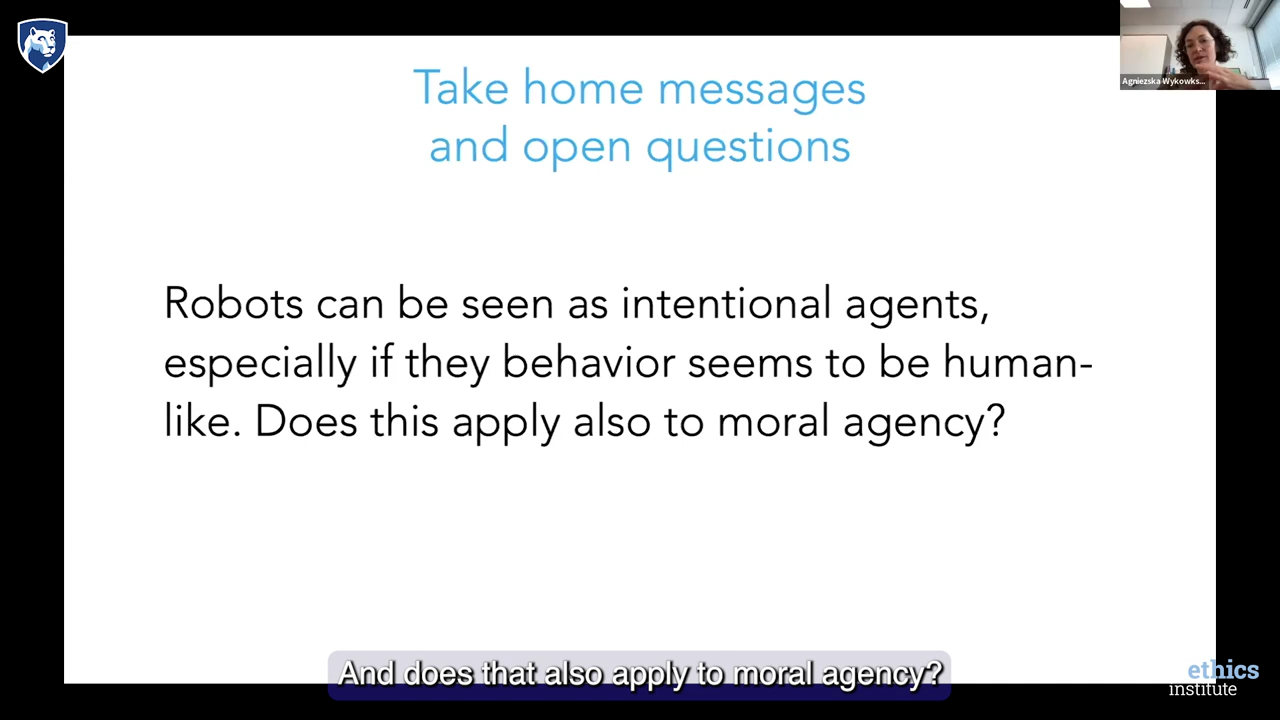 Agniezska Wykowks...
Take home messages
and open questions
Robots can be seen as intentional agents,
especially if they behavior seems to be human-
like. Does this apply also to moral agency?
And does that also apply to moral agency?
ethics
institute